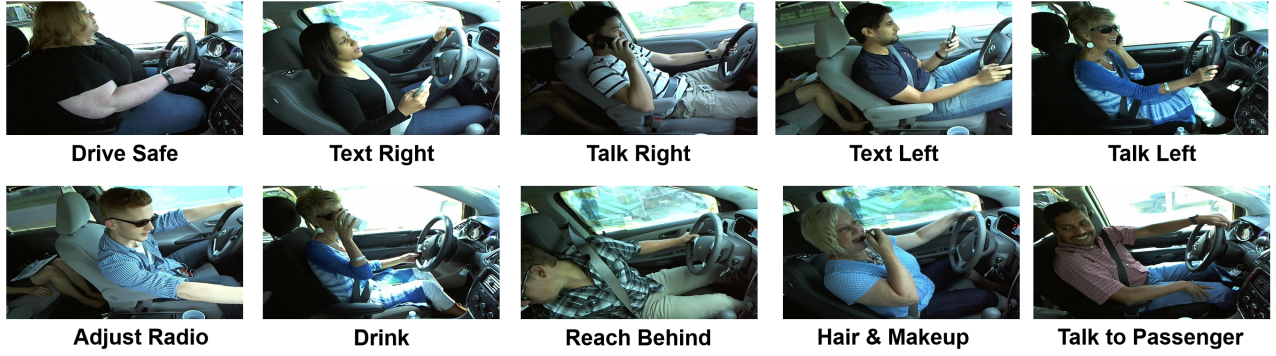 Drive Safe
Text Right
Talk Right
Text Left
Talk Left
Adjust Radio
Drink
Reach Behind
Hair & Makeup
Talk to Passenger